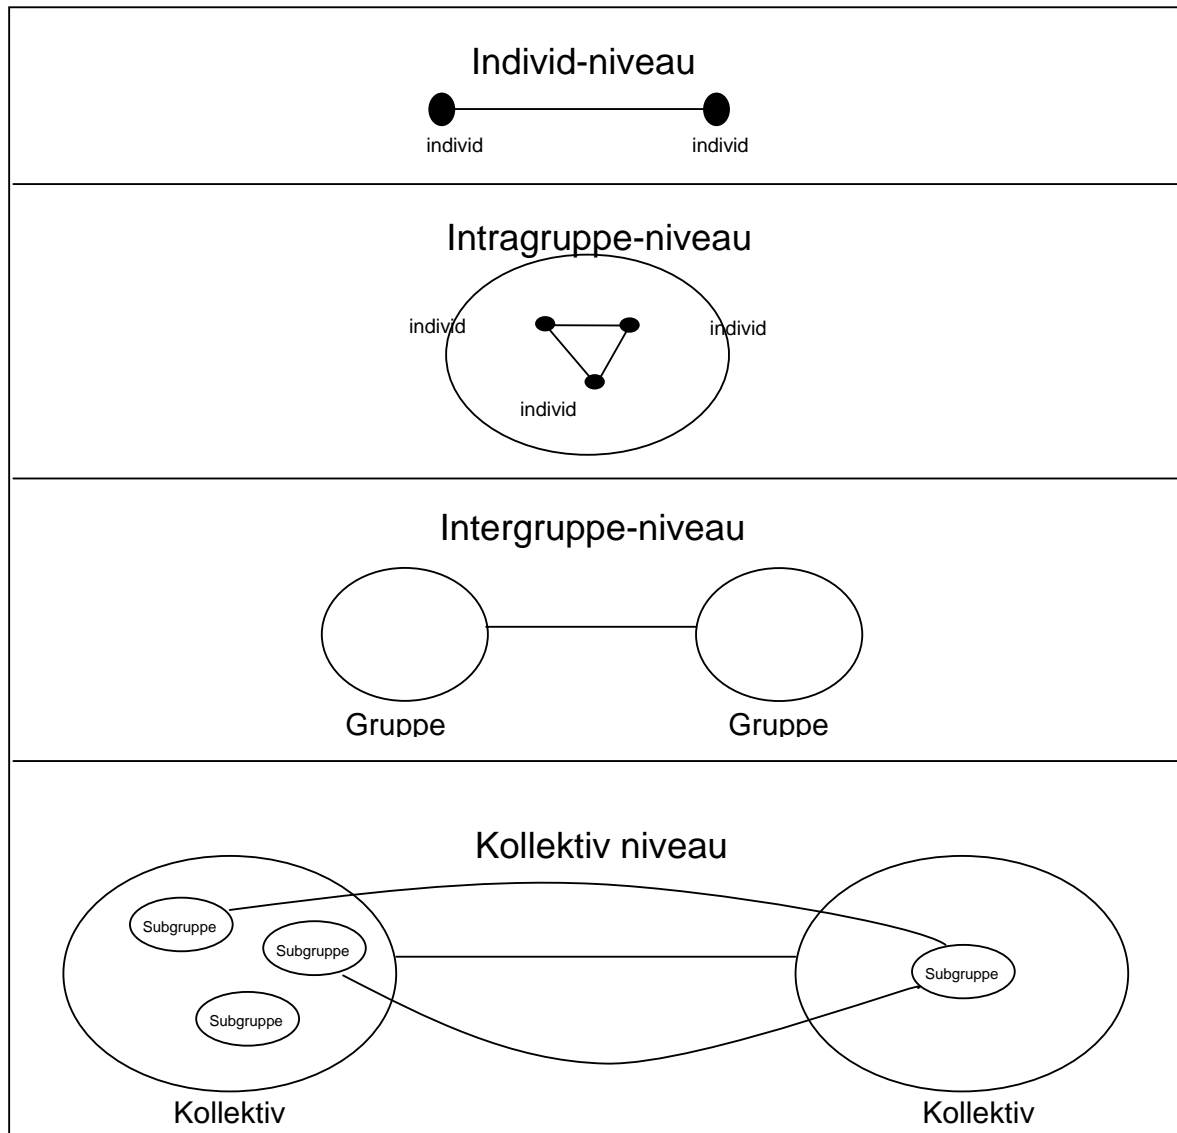 Individ-niveau
individ individ
Intragruppe-niveau
individ individ
individ
Intergruppe-niveau
Gruppe Gruppe
Kollektiv niveau
Subgruppe
Subgruppe
Subgruppe
Subgruppe
Kollektiv Kollektiv